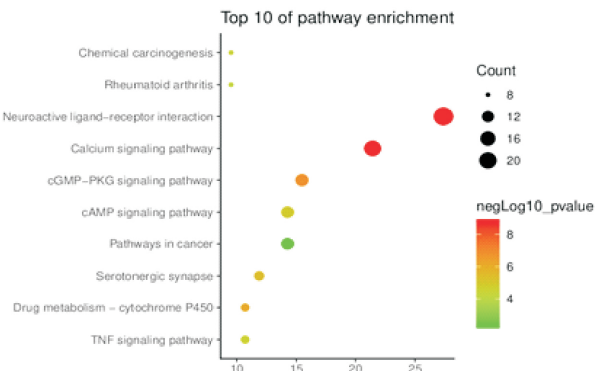 Top 10 of pathway enrichment
Chemical carcinogenesis
Rheumatoid arthritis
Neuroactive ligand−receptor interaction
Calcium signaling pathway
cGMP−PKG signaling pathway
cAMP signaling pathway
Pathways in cancer
Serotonergic synapse
Drug metabolism − cytochrome P450
TNF signaling pathway
10 15 20 25
Count
8
12
16
20
negLog10_pvalue
8
6
4